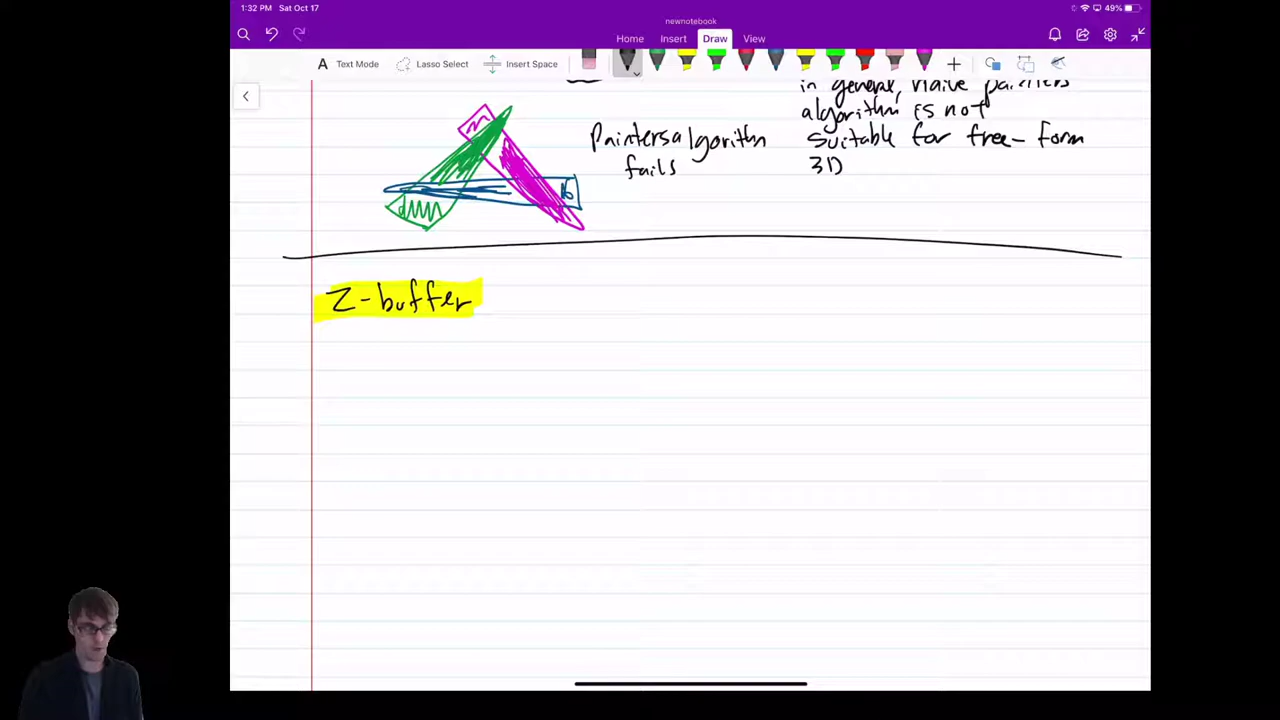 1:32 PM Sat Oct 17
49%
newnotebook
Home
Insert
Draw
View
A Text Mode
Lasso Select
Insert Space
in general, naive painters
algorithm is not
suitable for free-form
3D
Paintersalgorithm
fails
Z-buffer